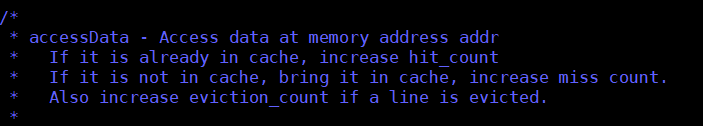 /*
 * accessData - Access data at memory address addr
 *   If it is already in cache, increase hit_count
 *   If it is not in cache, bring it in cache, increase miss count.
 *   Also increase eviction_count if a line is evicted.
 *